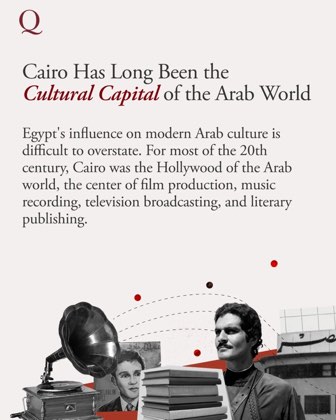 Q
Cairo Has Long Been the
Cultural Capital of the Arab World
Egypt's influence on modern Arab culture is
difficult to overstate. For most of the 20th
century, Cairo was the Hollywood of the Arab
world, the center of film production, music
recording, television broadcasting, and literary
publishing.